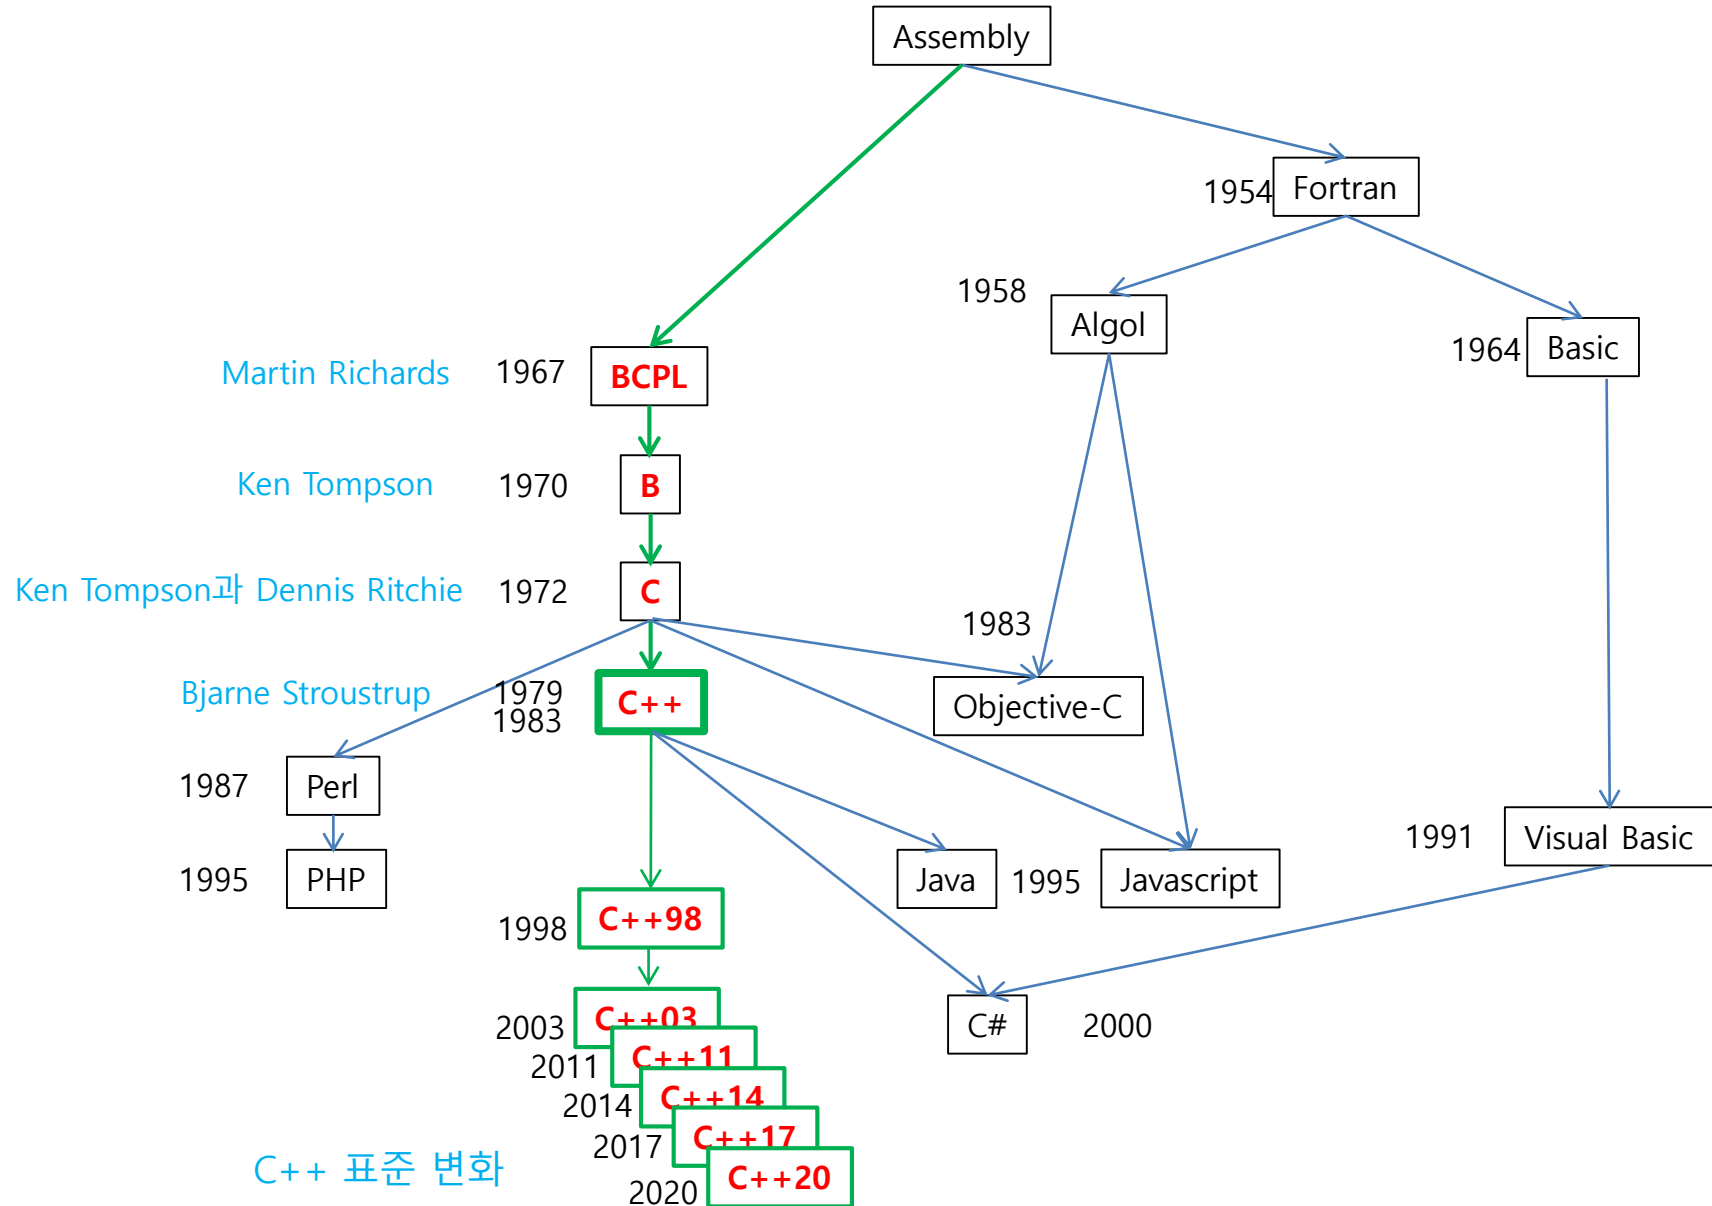 Assembly
1954 Fortran
1958 Algol
1964 Basic
Martin Richards 1967 BCPL
Ken Tompson 1970 B
Ken Tompson과 Dennis Ritchie 1972 C
1983
Objective-C
Bjarne Stroustrup 1979 C++
1983
1987 Perl
1991 Visual Basic
1995 PHP
Java 1995 Javascript
1998 C++98
2003 C++03
C# 2000
2011 C++11
2014 C++14
2017 C++17
C++ 표준 변화
2020 C++20